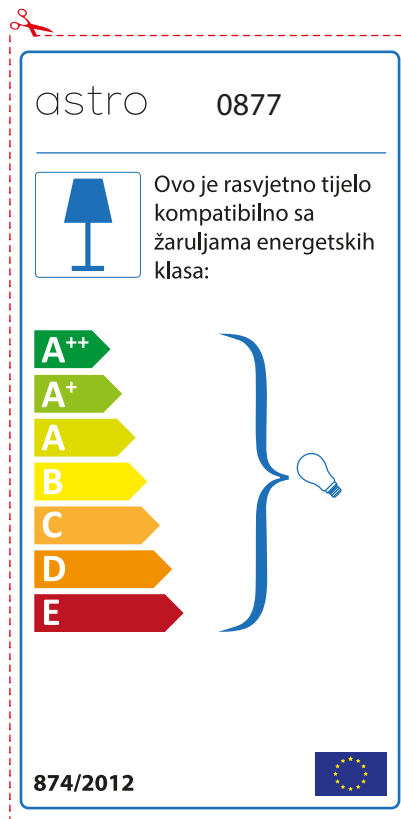 astro 0877
Ovo je rasvjetno tijelo
kompatibilno sa
žaruljama energetskih
klasa:
A++
A+
A
B
C
D
E
874/2012